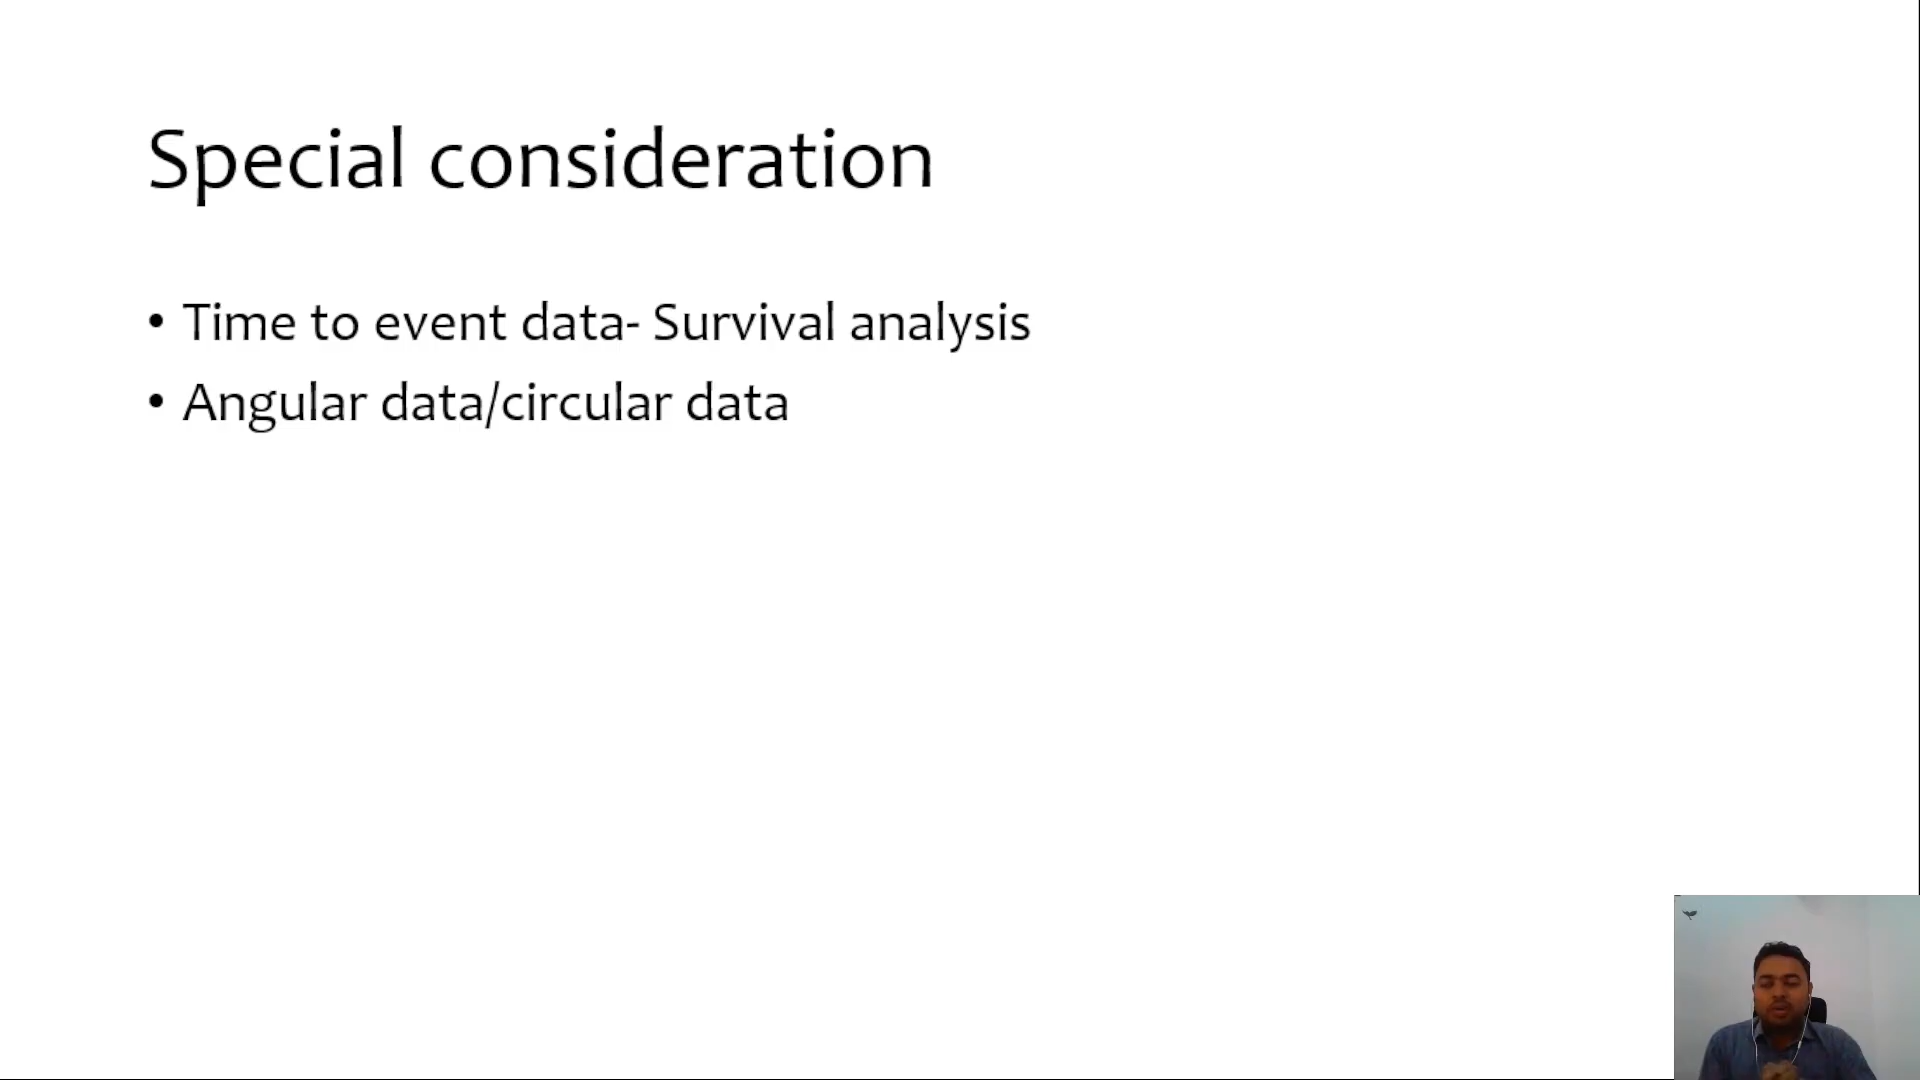 Special consideration
• Time to event data- Survival analysis
• Angular data/circular data